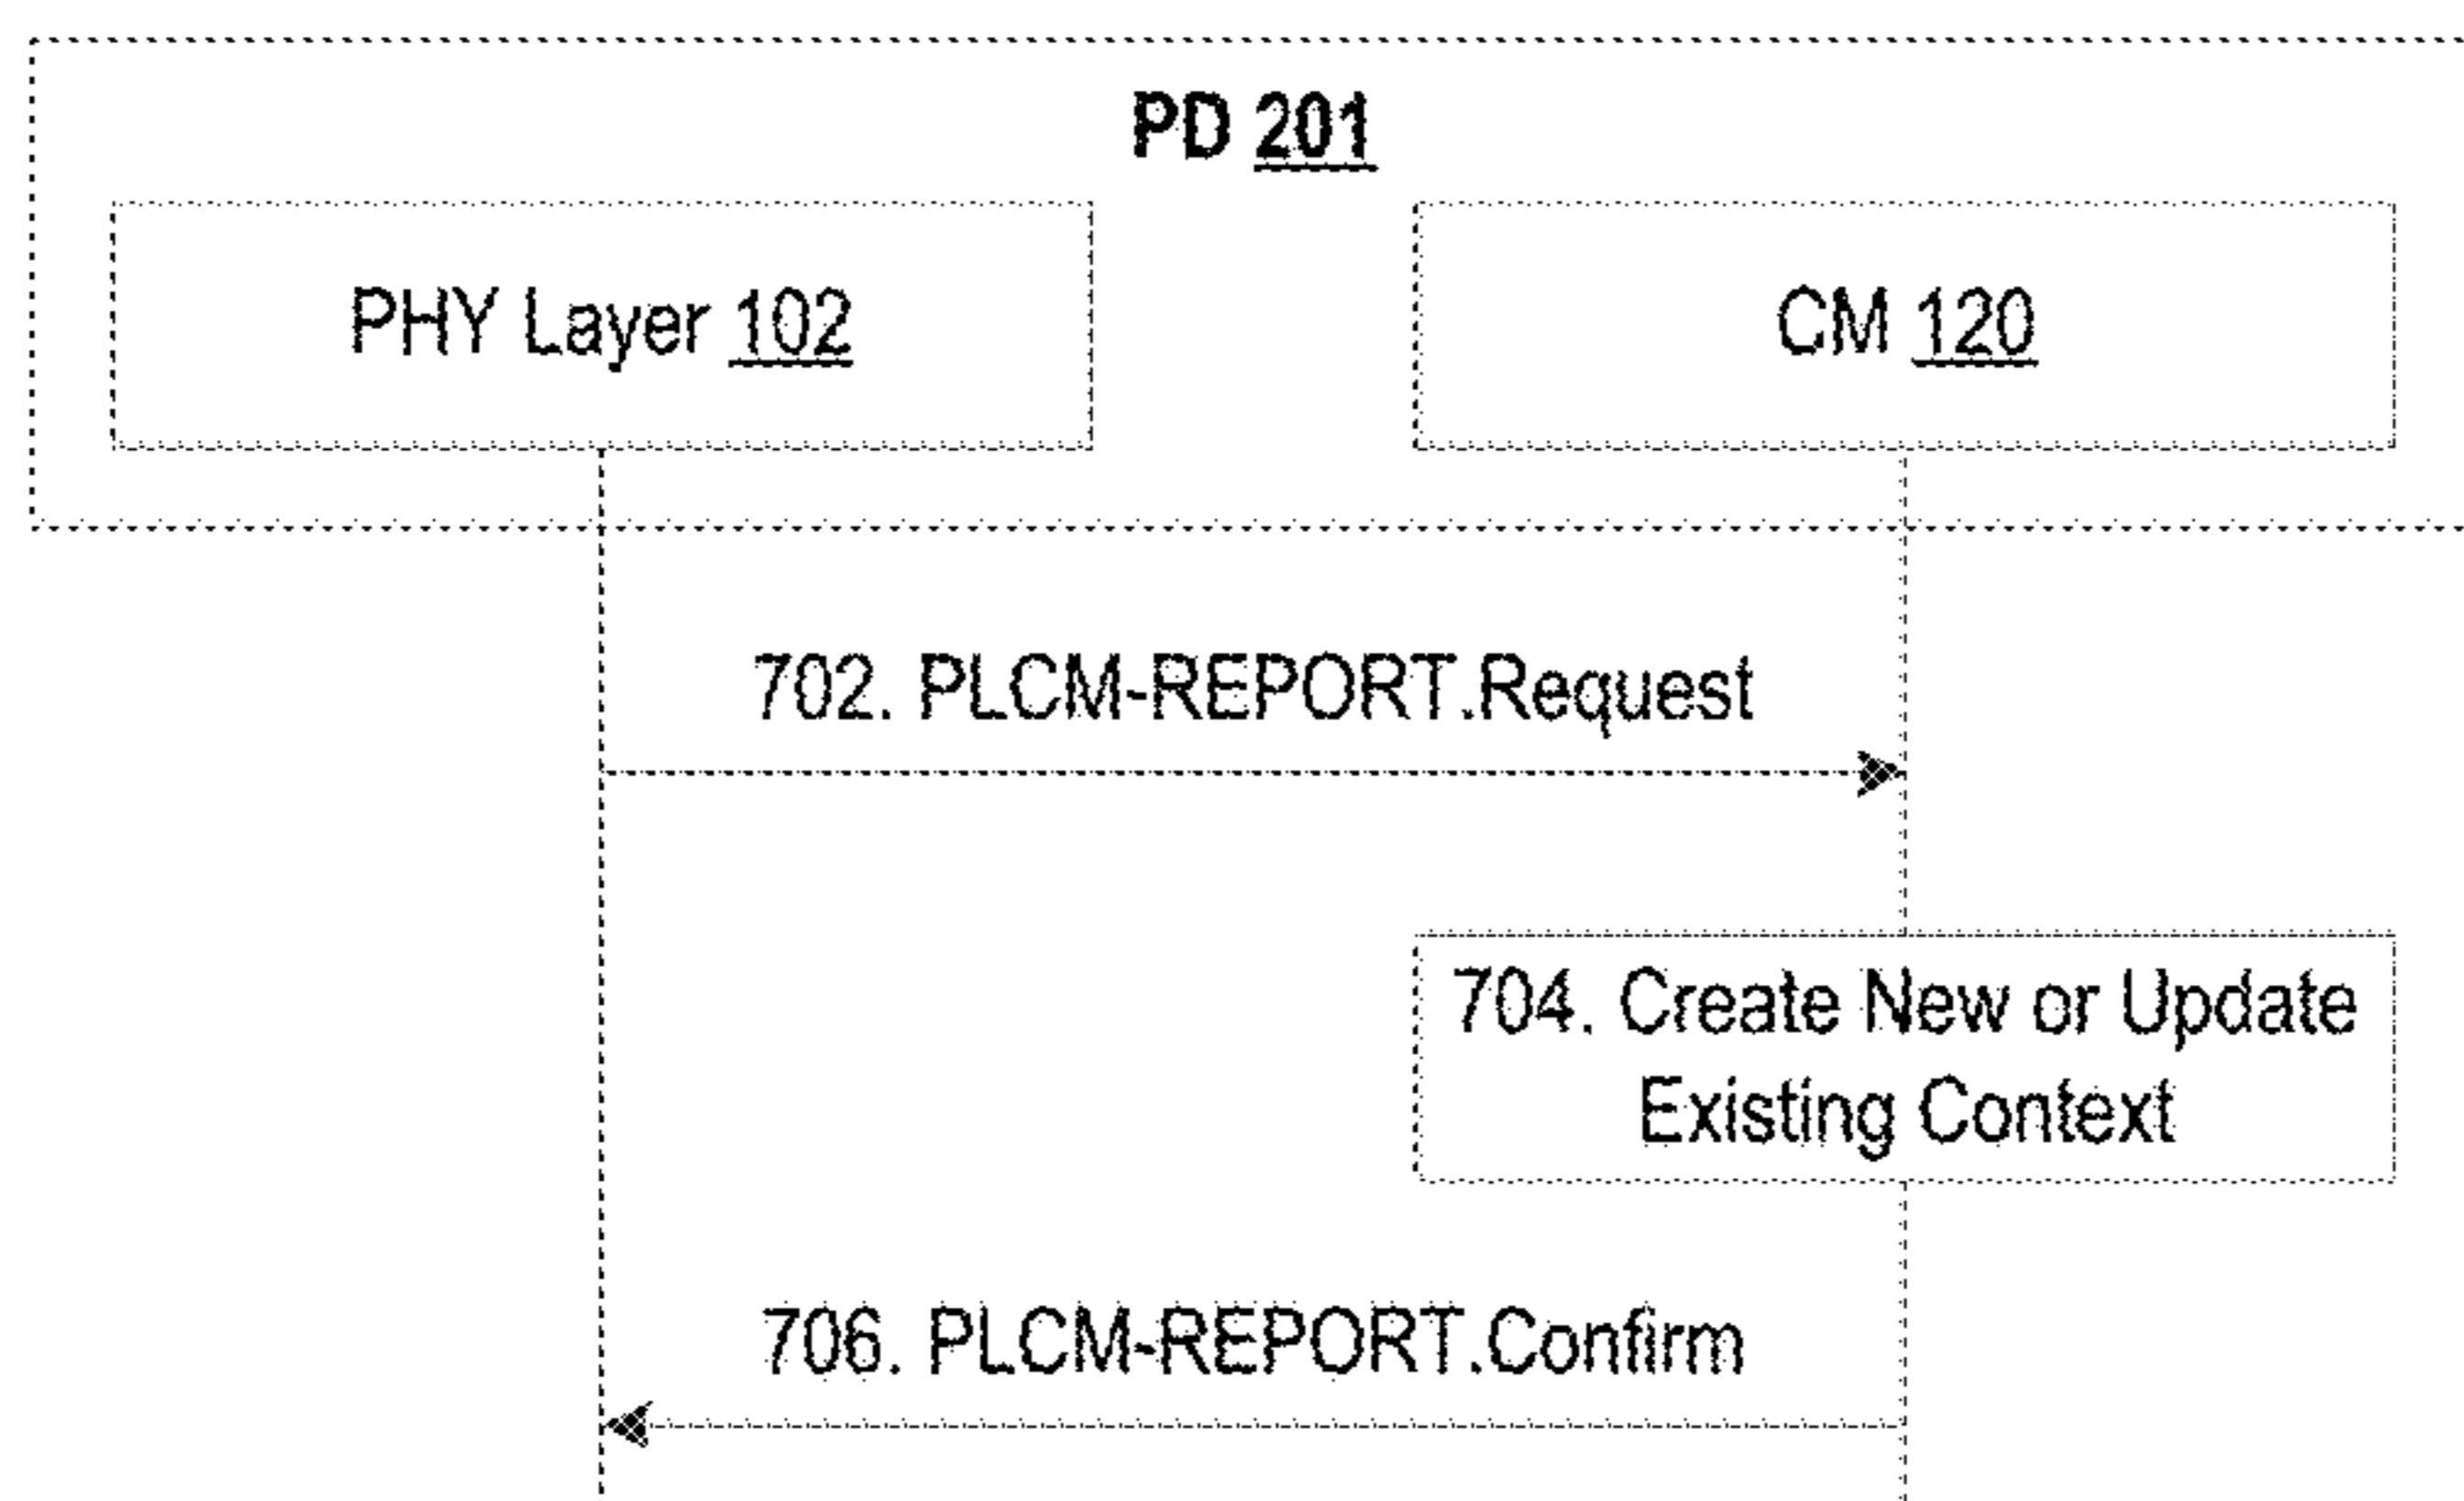 PD 201
PHY Layer 102
CM 120
702. PLCM-REPORT.Request
704. Create New or Update
Existing Context
706. PLCM-REPORT.Confirm